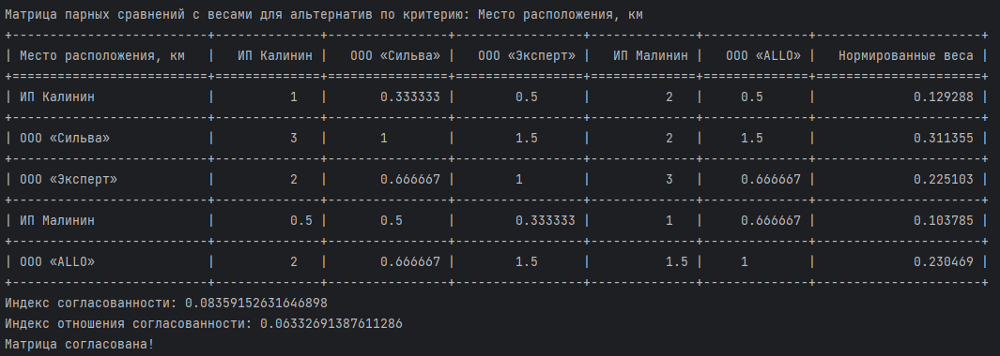 Матрица парных сравнений с весами для альтернатив по критерию: Место расположения, км
+--------------------------+--------------+----------------+-----------------+--------------+--------------+----------------------+
| Место расположения, км   |   ИП Калинин |   ООО «Сильва» |   ООО «Эксперт» |   ИП Малинин |   ООО «ALLO» |   Нормированные веса |
+==========================+==============+================+=================+==============+==============+======================+
| ИП Калинин               |          1   |       0.333333 |        0.5      |          2   |     0.5      |             0.129288 |
+--------------------------+--------------+----------------+-----------------+--------------+--------------+----------------------+
| ООО «Сильва»             |          3   |       1        |        1.5      |          2   |     1.5      |             0.311355 |
+--------------------------+--------------+----------------+-----------------+--------------+--------------+----------------------+
| ООО «Эксперт»            |          2   |       0.666667 |        1        |          3   |     0.666667 |             0.225103 |
+--------------------------+--------------+----------------+-----------------+--------------+--------------+----------------------+
| ИП Малинин               |          0.5 |       0.5      |        0.333333 |          1   |     0.666667 |             0.103785 |
+--------------------------+--------------+----------------+-----------------+--------------+--------------+----------------------+
| ООО «ALLO»               |          2   |       0.666667 |        1.5      |          1.5 |     1        |             0.230469 |
+--------------------------+--------------+----------------+-----------------+--------------+--------------+----------------------+
Индекс согласованности: 0.08359152631646898
Индекс отношения согласованности: 0.06332691387611286
Матрица согласована!